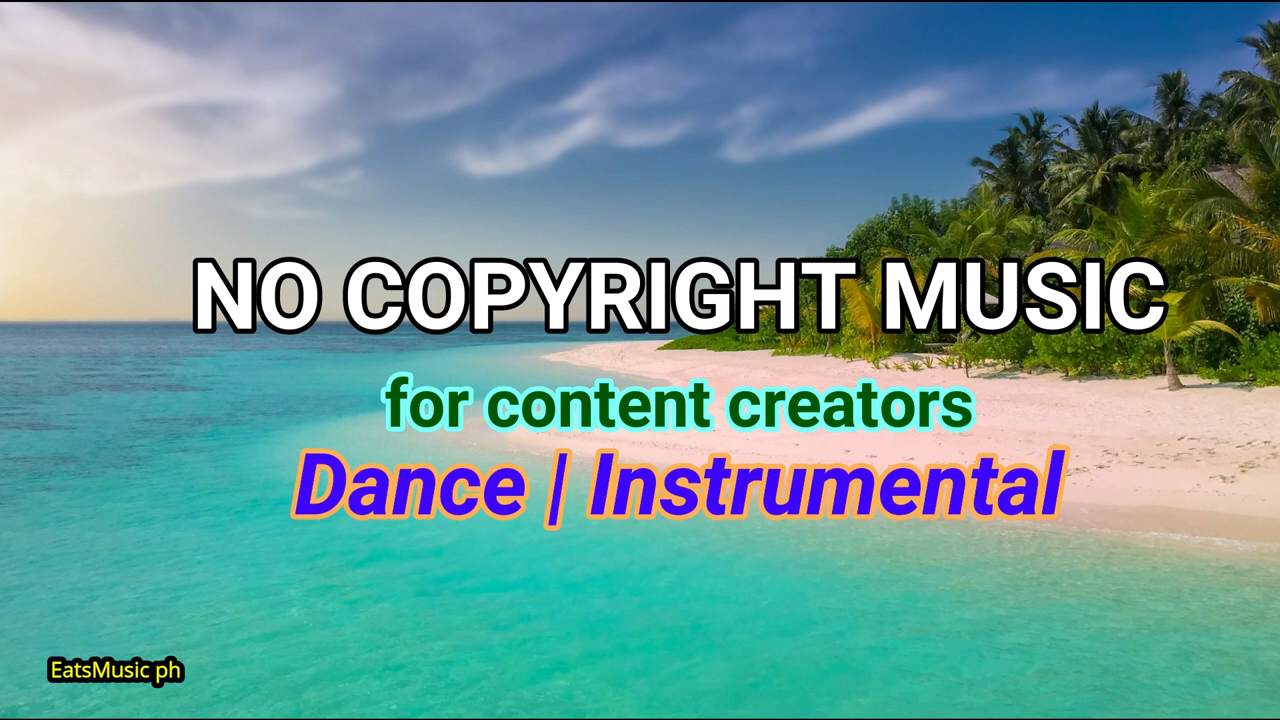 NO COPYRIGHT MUSIC
for content creators
Dance | Instrumental
EatsMusic ph